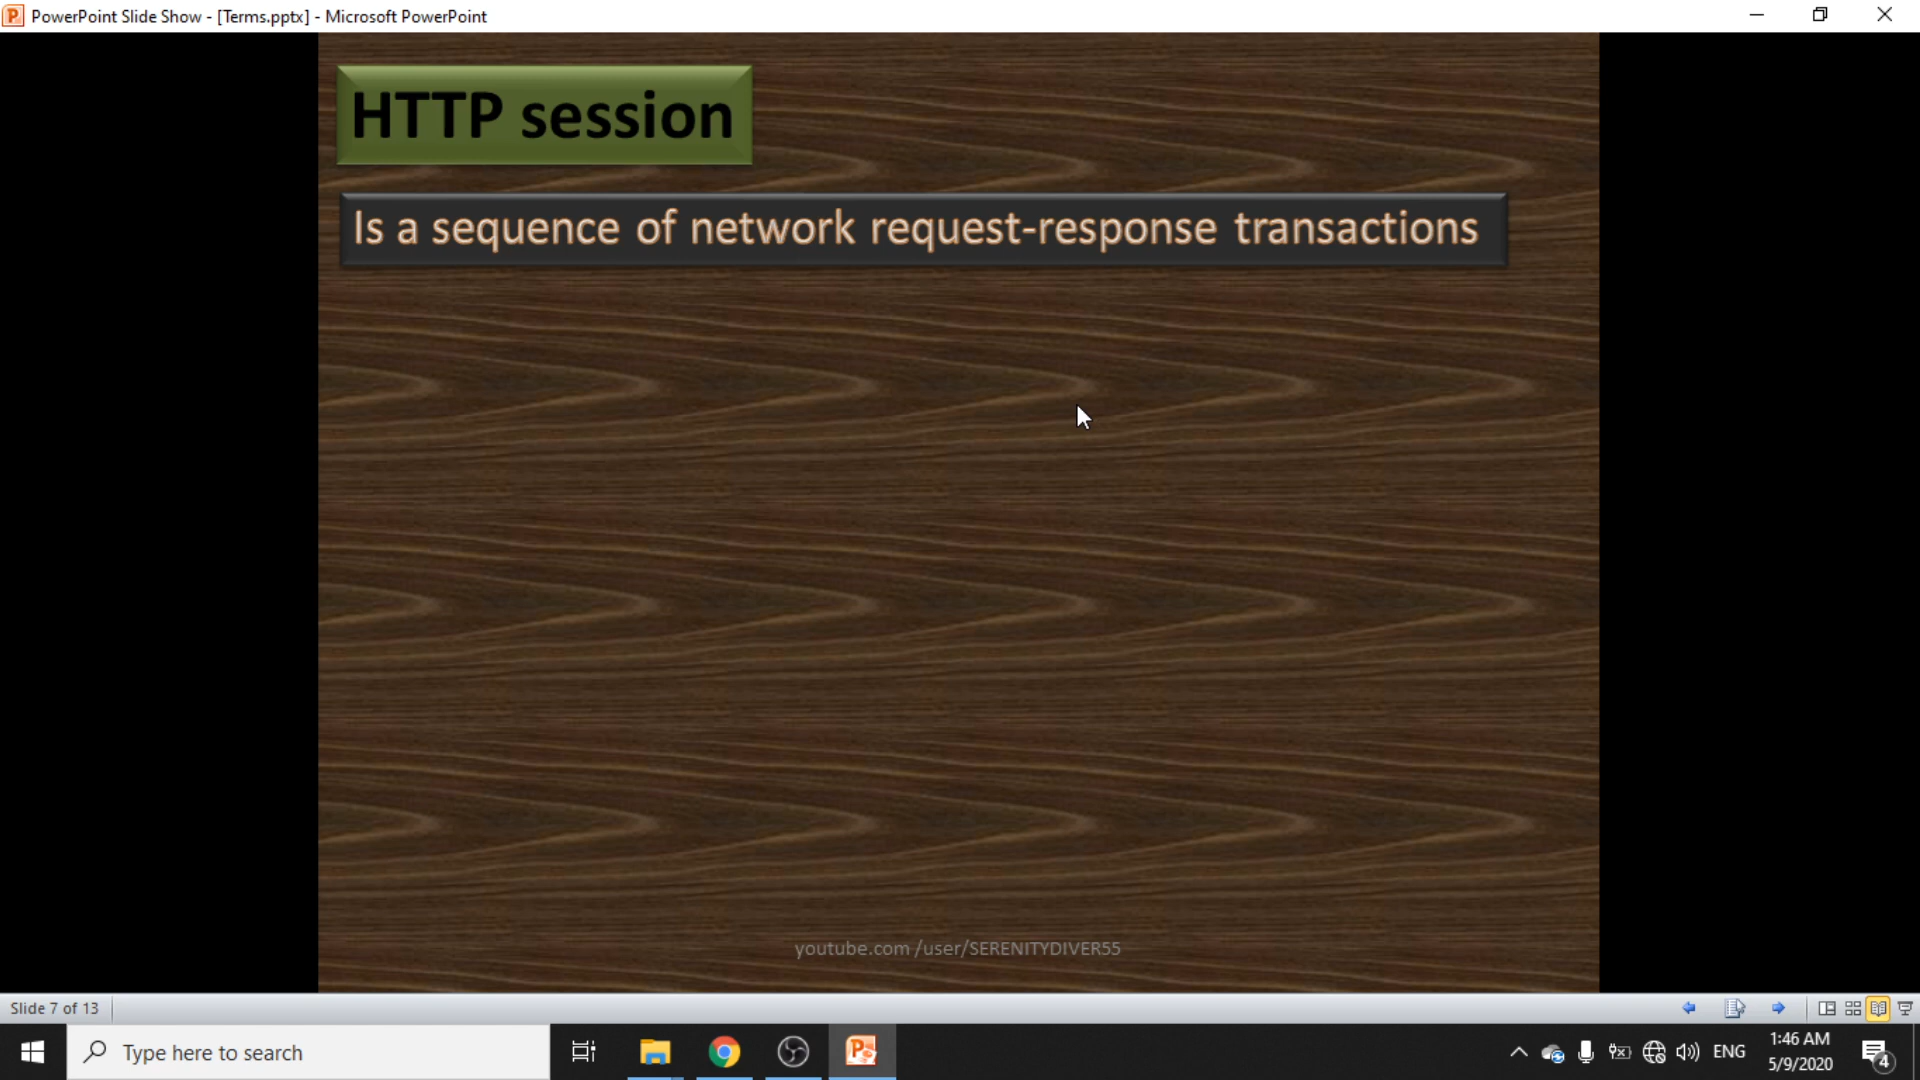 PowerPoint Slide Show - [Terms.pptx] - Microsoft PowerPoint
HTTP session
Is a sequence of network request-response transactions
youtube.com /user/SERENITYDIVER55
Slide 7 of 13
Type here to search
ENG
1:46 AM
5/9/2020
4